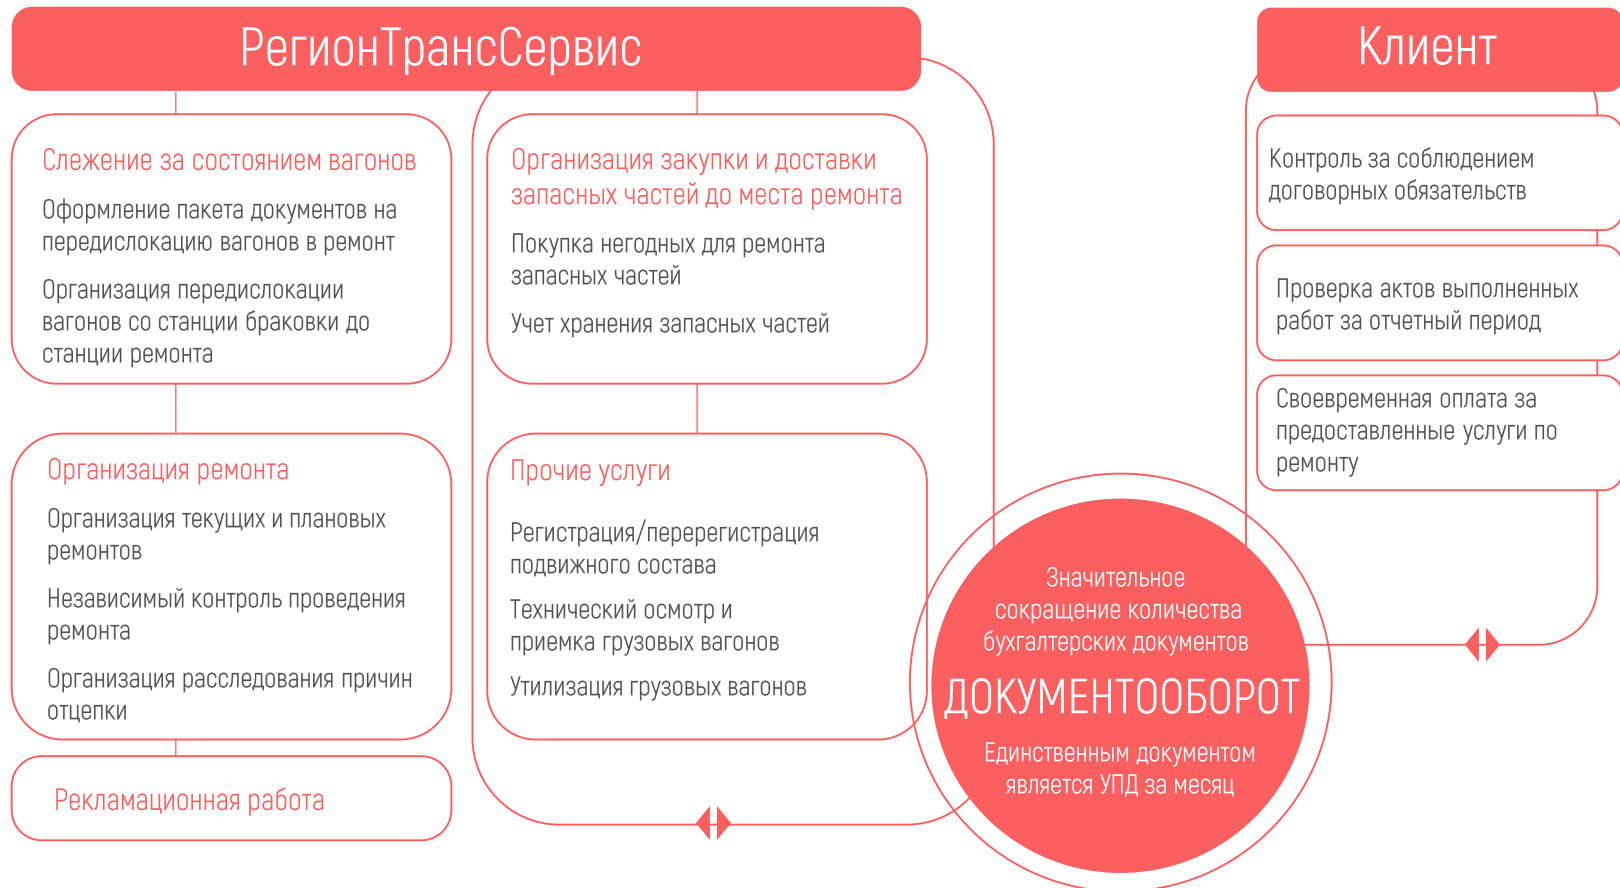 РегионТрансСервис
Слежение за состоянием вагонов
Оформление пакета документов на
передислокацию вагонов в ремонт
Организация передислокации
вагонов со станции браковки до
станции ремонта
Организация ремонта
Организация текущих и плановых
ремонтов
Независимый контроль проведения
ремонта
Организация расследования причин
отцепки
Рекламационная работа
Организация закупки и доставки
запасных частей до места ремонта
Покупка негодных для ремонта
запасных частей
Учет хранения запасных частей
Прочие услуги
Регистрация/перерегистрация
подвижного состава
Технический осмотр и
приемка грузовых вагонов
Утилизация грузовых вагонов
Значительное
сокращение количества
бухгалтерских документов
ДОКУМЕНТООБОРОТ
Единственным документом
является УПД за месяц
Клиент
Контроль за соблюдением
договорных обязательств
Проверка актов выполненных
работ за отчетный период
Своевременная оплата за
предоставленные услуги по
ремонту